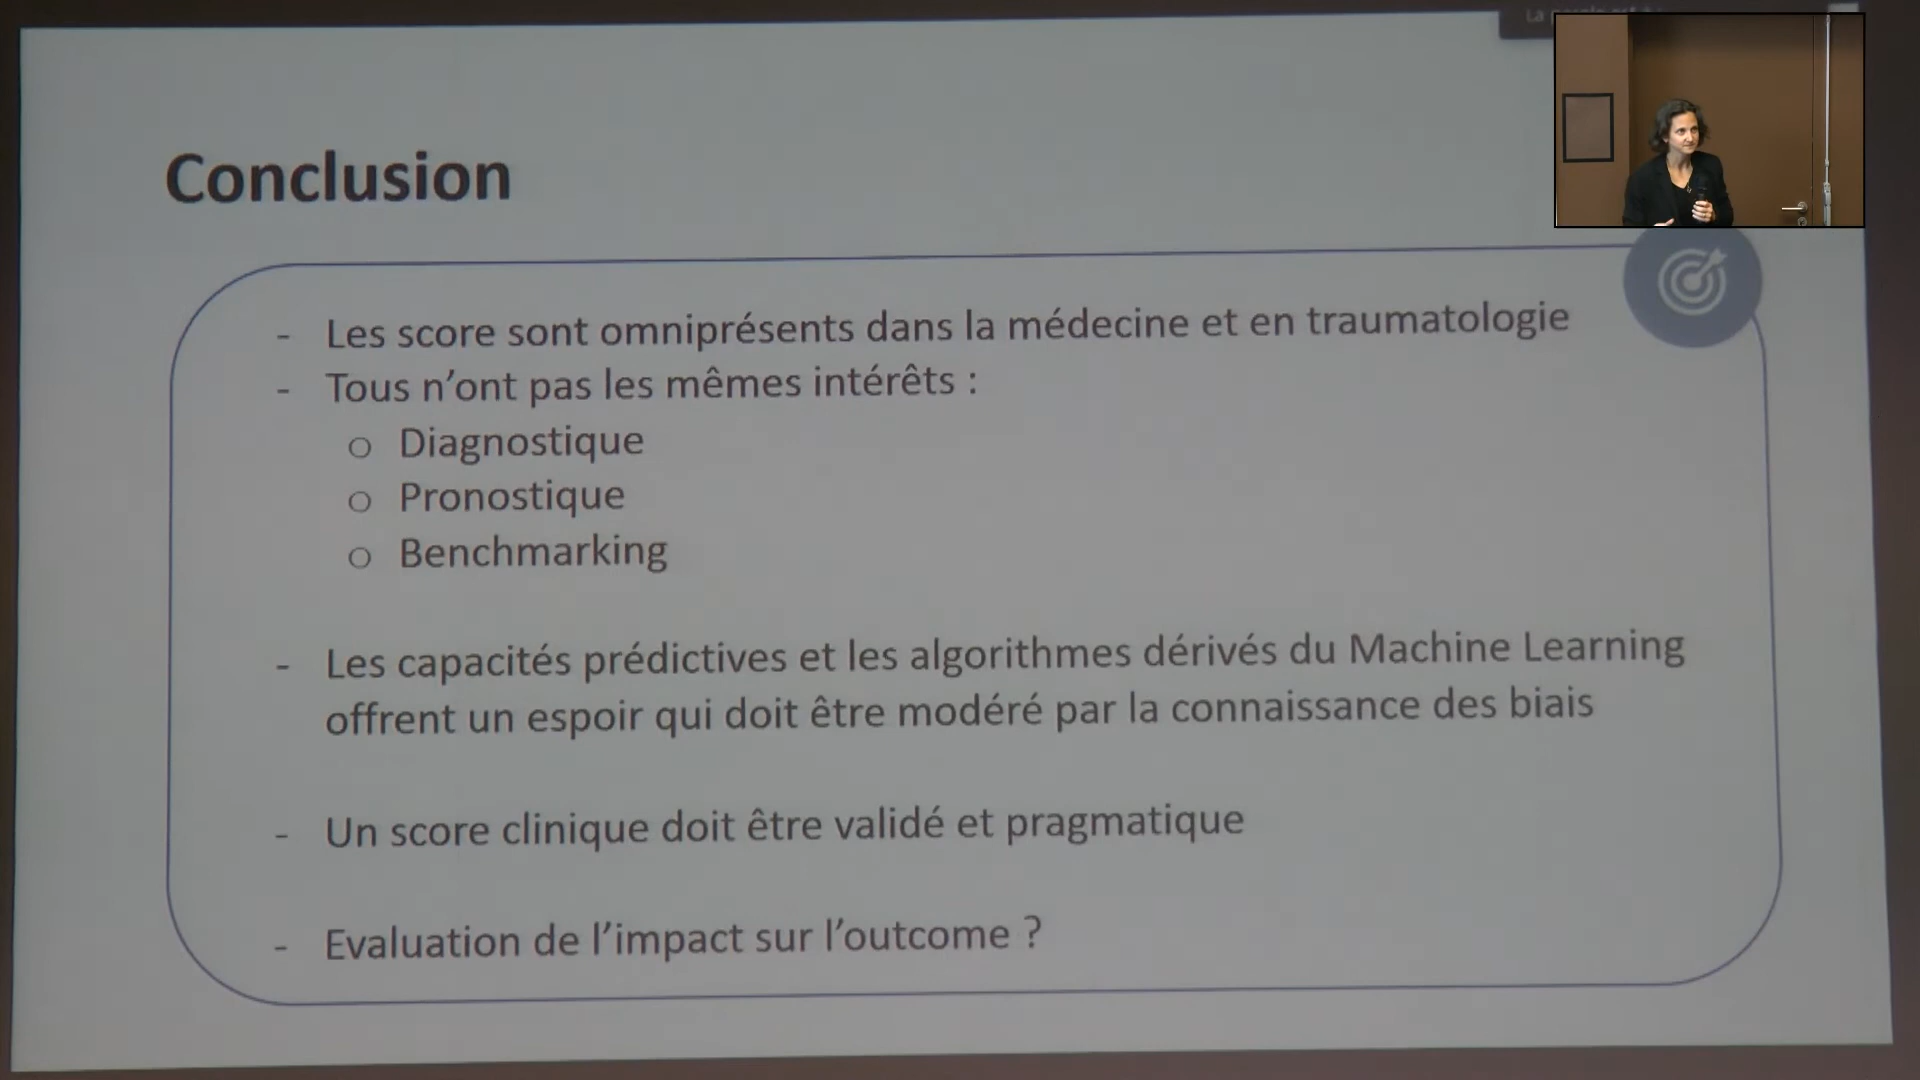 Conclusion
- Les score sont omniprésents dans la médecine et en traumatologie
- Tous n'ont pas les mêmes intérêts :
o Diagnostique
o Pronostique
o Benchmarking
- Les capacités prédictives et les algorithmes dérivés du Machine Learning
offrent un espoir qui doit être modéré par la connaissance des biais
- Un score clinique doit être validé et pragmatique
- Evaluation de l'impact sur l'outcome ?